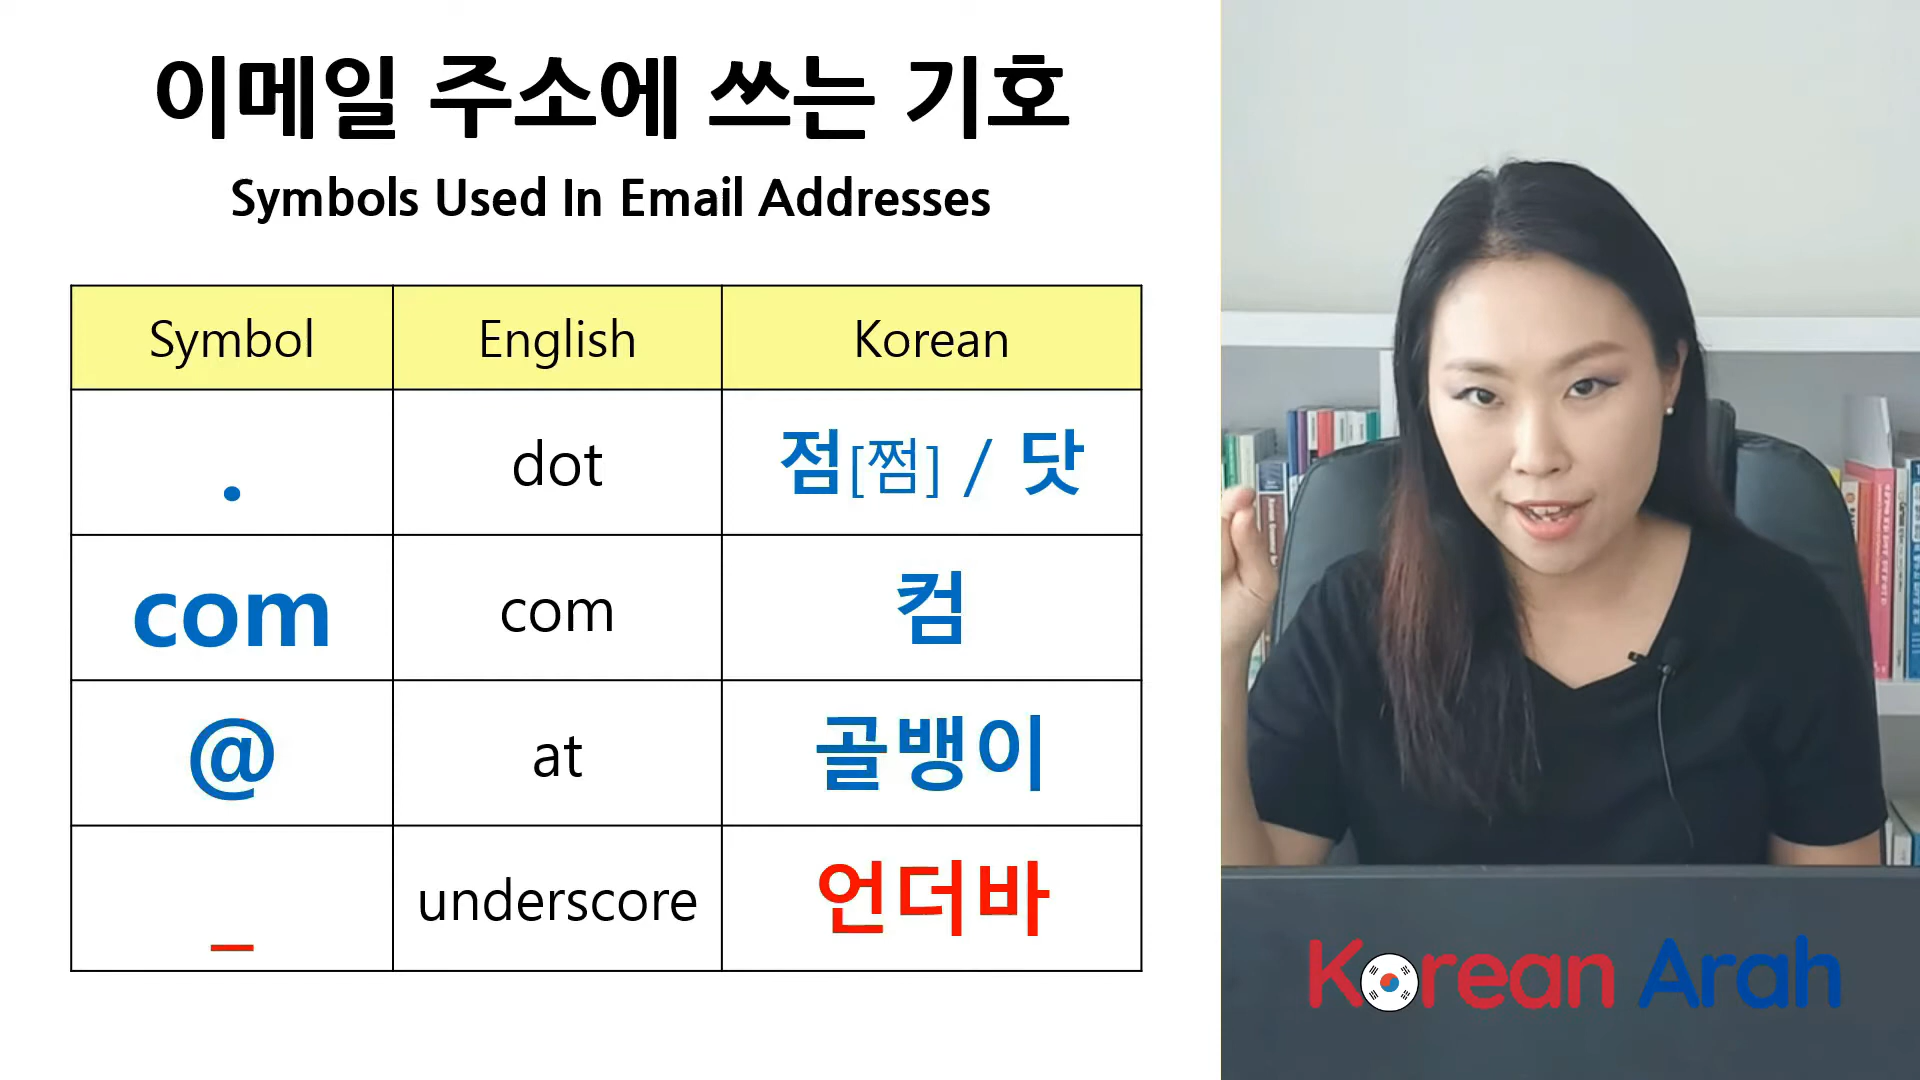 이메일 주소에 쓰는 기호
Symbols Used In Email Addresses
Symbol English Korean
. dot 점[쩜] / 닷
com com 컴
@ at 골뱅이
_ underscore 언더바
Korean Arah